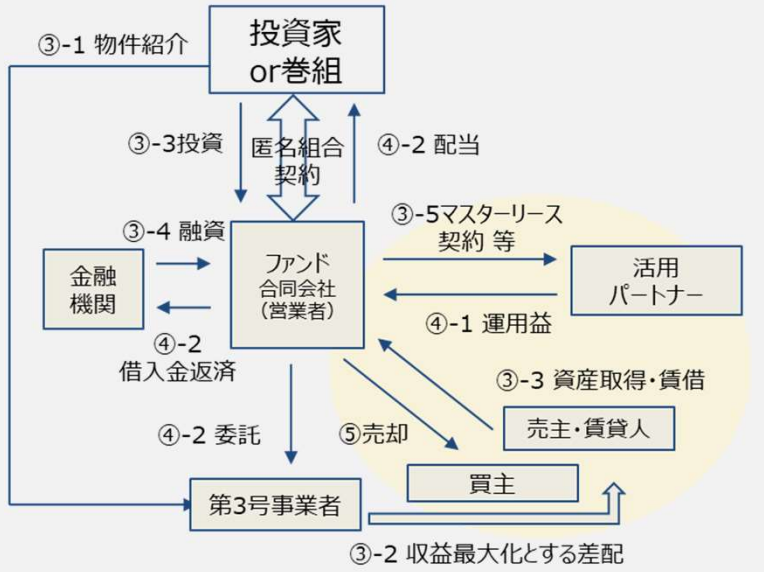 ③-1 物件紹介
投資家
or巻組
③-3投資
匿名組合
契約
④-2 配当
③-4 融資
金融
機関
ファンド
合同会社
（営業者）
③-5マスターリース
契約 等
活用
パートナー
④-1 運用益
④-2
借入金返済
③-3 資産取得・賃借
④-2 委託
⑤売却
売主・賃貸人
買主
第3号事業者
③-2 収益最大化とする差配